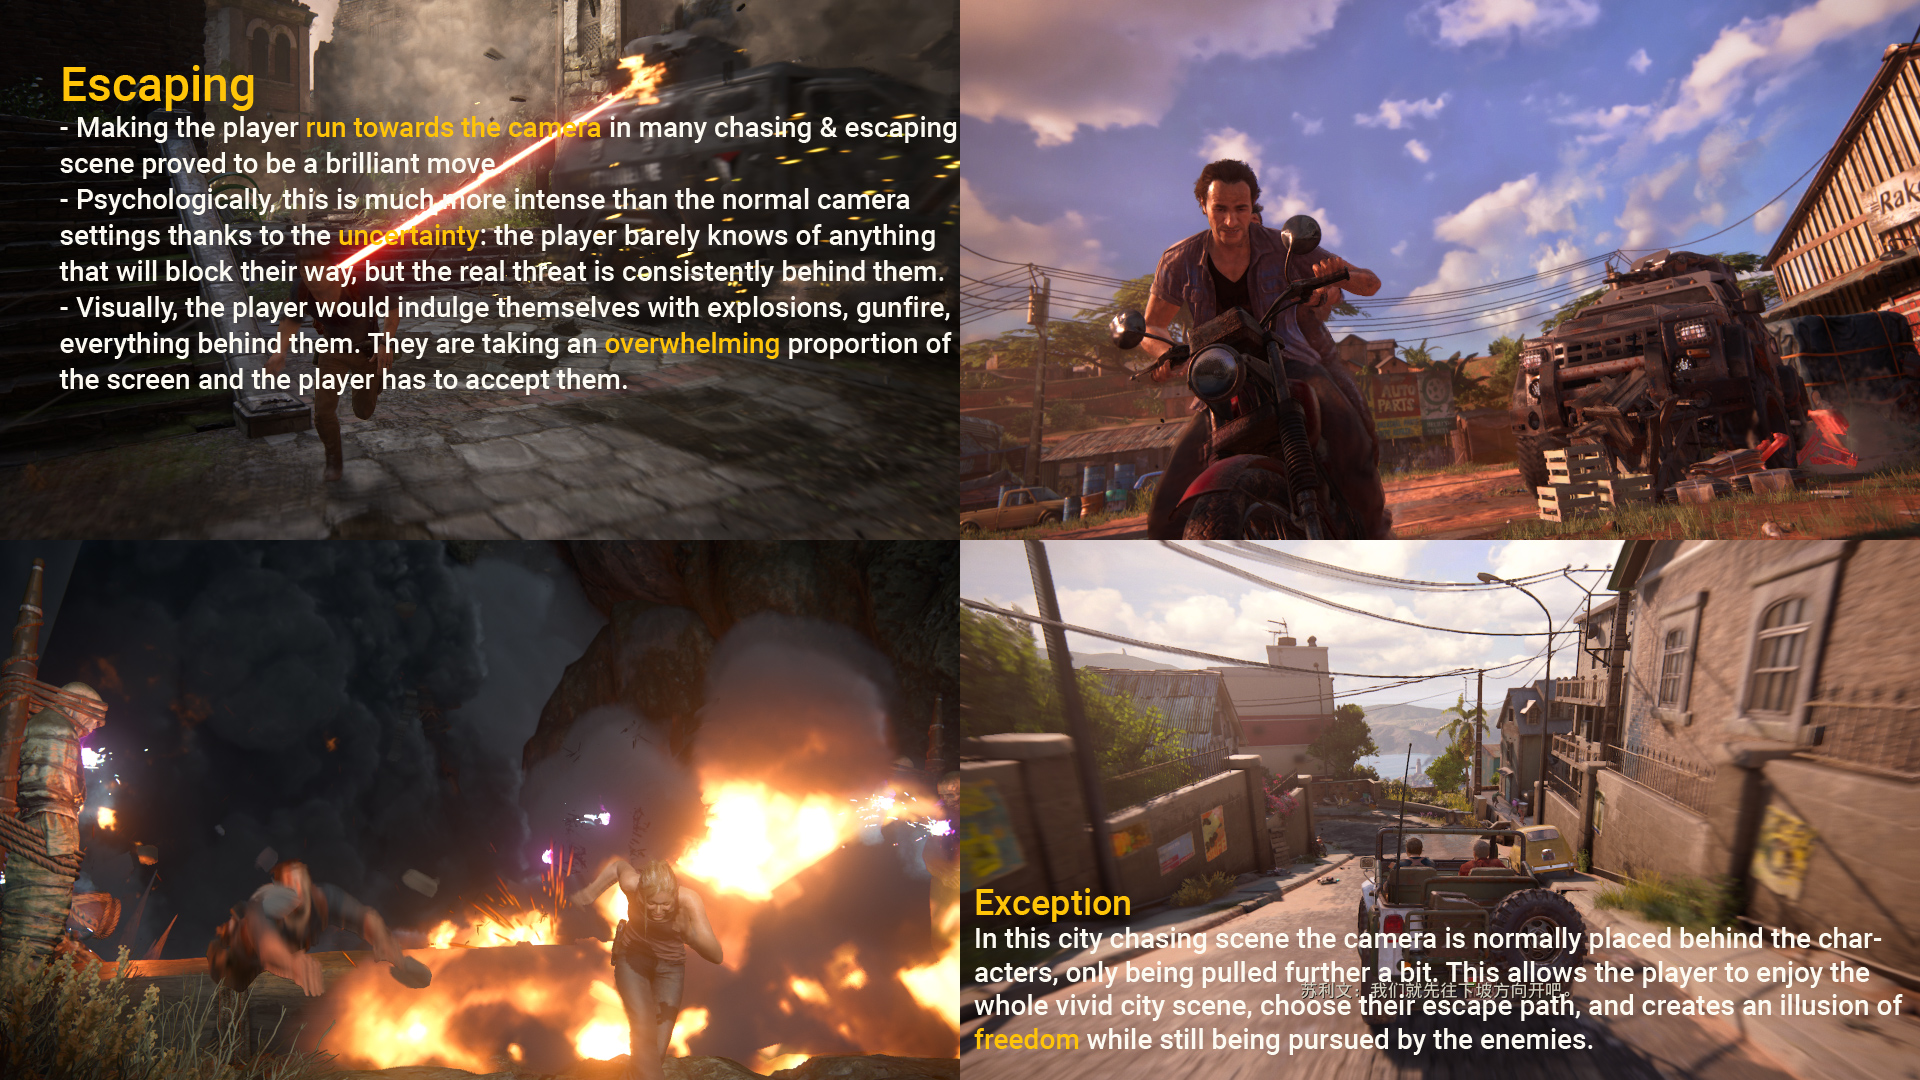 Escaping
- Making the player run towards the camera in many chasing & escaping
scene proved to be a brilliant move.
- Psychologically, this is much more intense than the normal camera
settings thanks to the uncertainty: the player barely knows of anything
that will block their way, but the real threat is consistently behind them.
- Visually, the player would indulge themselves with explosions, gunfire,
everything behind them. They are taking an overwhelming proportion of
the screen and the player has to accept them.
Rak
AUTO
PARTS
Exception
In this city chasing scene the camera is normally placed behind the char-
acters, only being pulled further a bit. This allows the player to enjoy the
苏利文：我们就先往下坡方向开吧。
whole vivid city scene, choose their escape path, and creates an illusion of
freedom while still being pursued by the enemies.